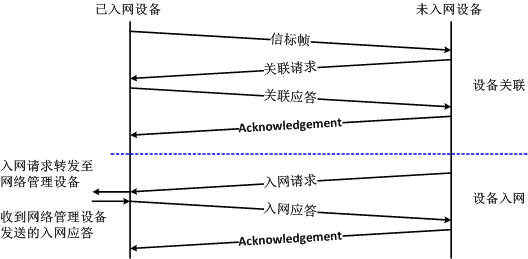 已入网设备
未入网设备
信标帧
关联请求
关联应答
设备关联
Acknowledgement
入网请求转发至
网络管理设备
入网请求
设备入网
入网应答
收到网络管理设备
发送的入网应答
Acknowledgement